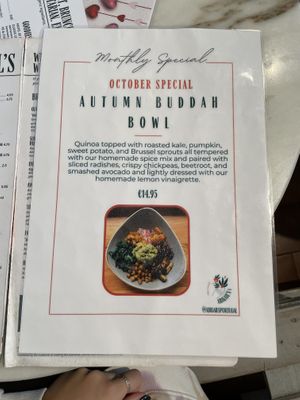 Monthly Special
OCTOBER SPECIAL
AUTUMN BUDDAH
BOWL
Quinoa topped with roasted kale, pumpkin,
sweet potato, and Brussel sprouts all tempered
with our homemade spice mix and paired with
sliced radishes, crispy chickpeas, beetroot, and
smashed avocado and lightly dressed with our
homemade lemon vinaigrette.
€14.95